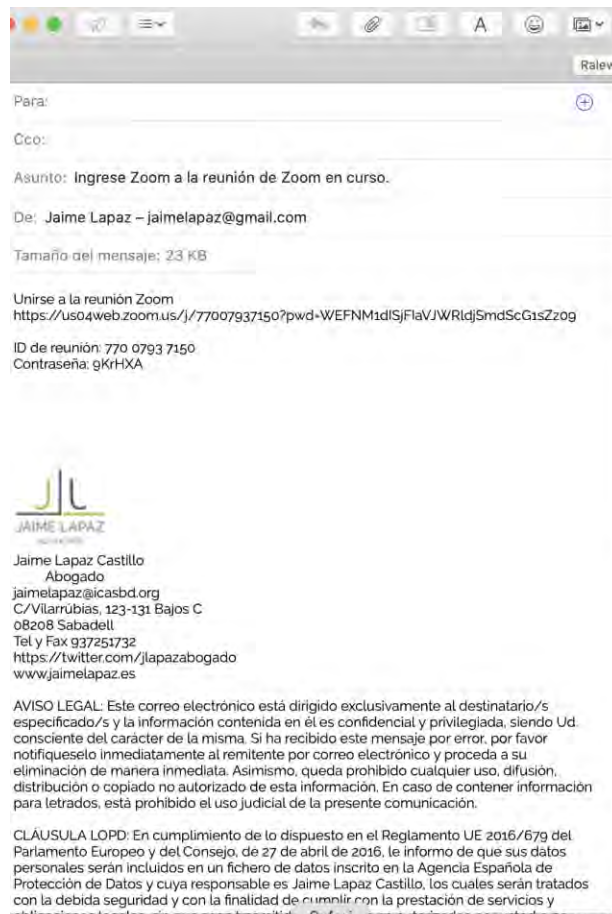 A
Ralew
Para:
Cco:
Asunto: Ingrese Zoom a la reunión de Zoom en curso.
De: Jaime Lapaz – jaimelapaz@gmail.com
Tamaño del mensaje: 23 KB
Unirse a la reunión Zoom
https://us04web.zoom.us/j/77007937150?pwd=WEFNM1dISjFIaVJWRldjSmdScG1sZz09
ID de reunión: 770 0793 7150
Contraseña: 9KrHXA
JL
JAIME LAPAZ
Jaime Lapaz Castillo
Abogado
jaimelapaz@icasbd.org
C/Vilarrúbias, 123-131 Bajos C
08208 Sabadell
Tel y Fax 937251732
https://twitter.com/jlapazabogado
www.jaimelapaz.es
AVISO LEGAL: Este correo electrónico está dirigido exclusivamente al destinatario/s
especificado/s y la información contenida en él es confidencial y privilegiada, siendo Ud.
consciente del carácter de la misma. Si ha recibido este mensaje por error, por favor
notifiqueselo inmediatamente al remitente por correo electrónico y proceda a su
eliminación de manera inmediata. Asimismo, queda prohibido cualquier uso, difusión,
distribución o copiado no autorizado de esta información. En caso de contener información
para letrados, está prohibido el uso judicial de la presente comunicación.
CLÁUSULA LOPD: En cumplimiento de lo dispuesto en el Reglamento UE 2016/679 del
Parlamento Europeo y del Consejo, de 27 de abril de 2016, le informo de que sus datos
personales serán incluidos en un fichero de datos inscrito en la Agencia Española de
Protección de Datos y cuya responsable es Jaime Lapaz Castillo, los cuales serán tratados
con la debida seguridad y con la finalidad de cumplir con la prestación de servicios y